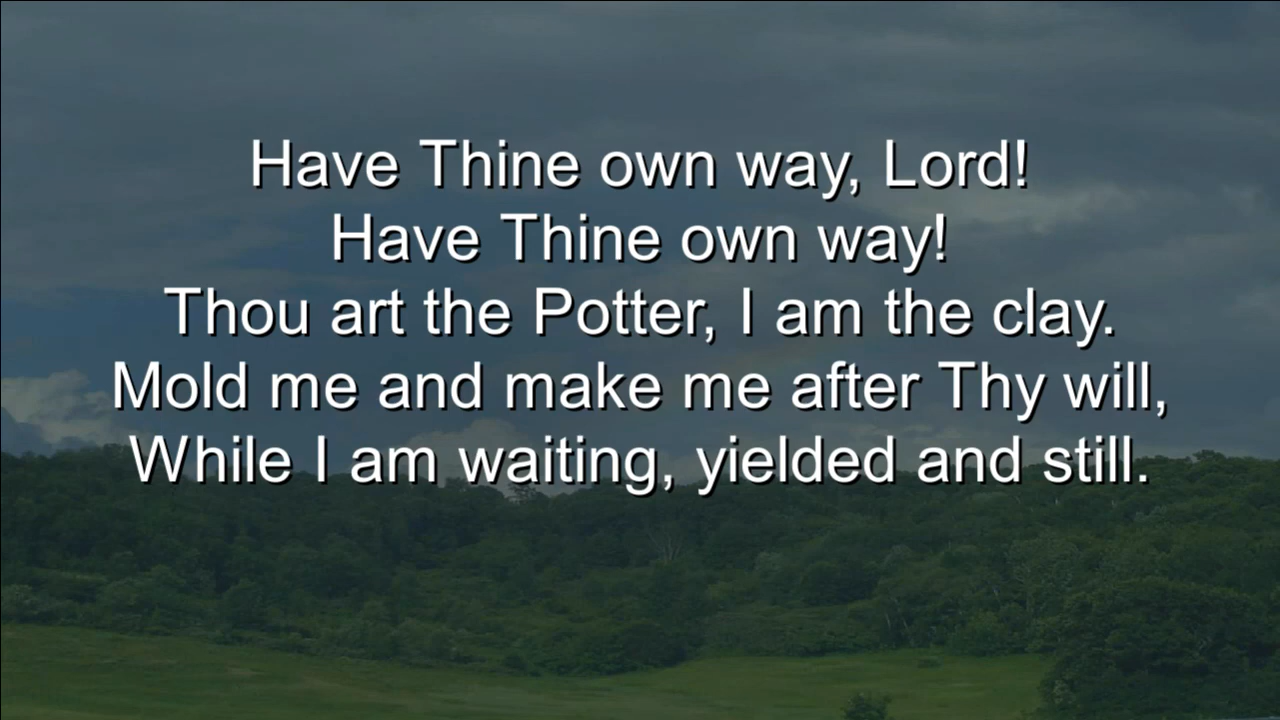 Have Thine own way, Lord!
Have Thine own way!
Thou art the Potter, I am the clay.
Mold me and make me after Thy will,
While I am waiting, yielded and still.